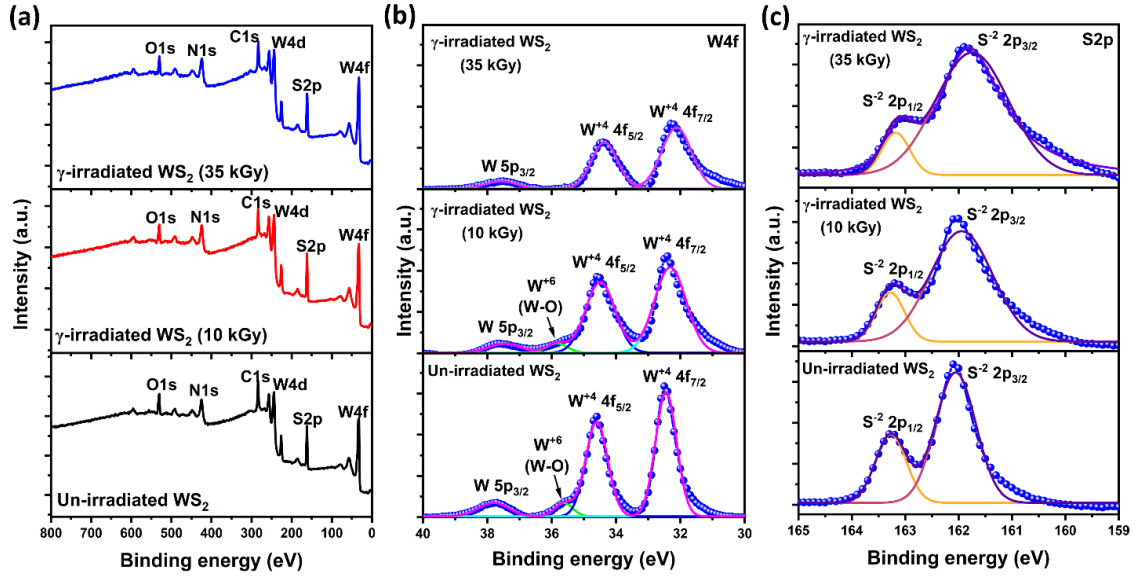 (a)
O1s
N1s
C1s
W4d
S2p
W4f
γ-irradiated WS₂ (35 kGy)
O1s
N1s
C1s
W4d
S2p
W4f
γ-irradiated WS₂ (10 kGy)
O1s
N1s
C1s
W4d
S2p
W4f
Un-irradiated WS₂
Intensity (a.u.)
800 700 600 500 400 300 200 100 0
Binding energy (eV)
(b)
γ-irradiated WS₂
(35 kGy)
W4f
W⁺⁴ 4f₇/₂
W⁺⁴ 4f₅/₂
W 5p₃/₂
γ-irradiated WS₂
(10 kGy)
W⁺⁴ 4f₇/₂
W⁺⁴ 4f₅/₂
W⁺⁶
(W-O)
W 5p₃/₂
Un-irradiated WS₂
W⁺⁴ 4f₇/₂
W⁺⁴ 4f₅/₂
W⁺⁶
(W-O)
W 5p₃/₂
Intensity (a.u.)
40 38 36 34 32 30
Binding energy (eV)
(c)
γ-irradiated WS₂
(35 kGy)
S⁻² 2p₃/₂
S2p
S⁻² 2p₁/₂
γ-irradiated WS₂
(10 kGy)
S⁻² 2p₃/₂
S⁻² 2p₁/₂
Un-irradiated WS₂
S⁻² 2p₃/₂
S⁻² 2p₁/₂
Intensity (a.u.)
165 164 163 162 161 160 159
Binding energy (eV)